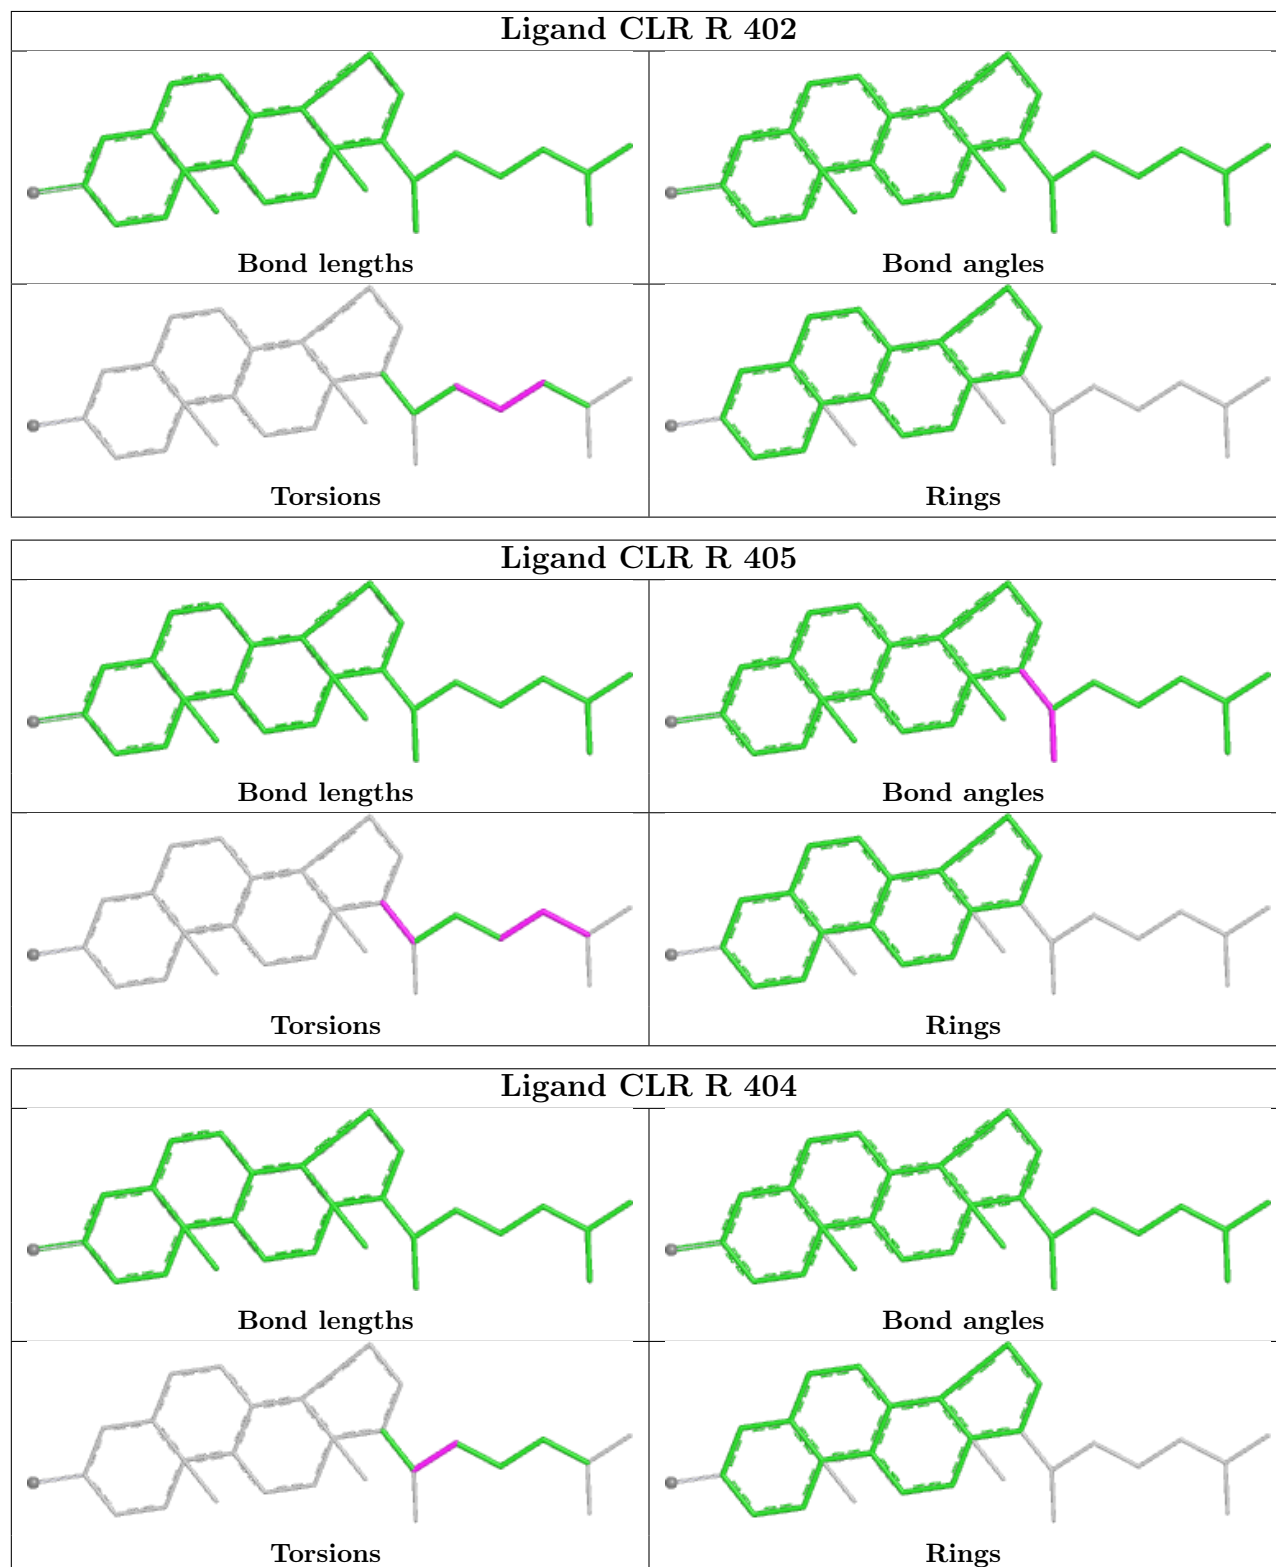 Ligand CLR R 402
Bond lengths
Bond angles
Torsions
Rings
Ligand CLR R 405
Bond lengths
Bond angles
Torsions
Rings
Ligand CLR R 404
Bond lengths
Bond angles
Torsions
Rings